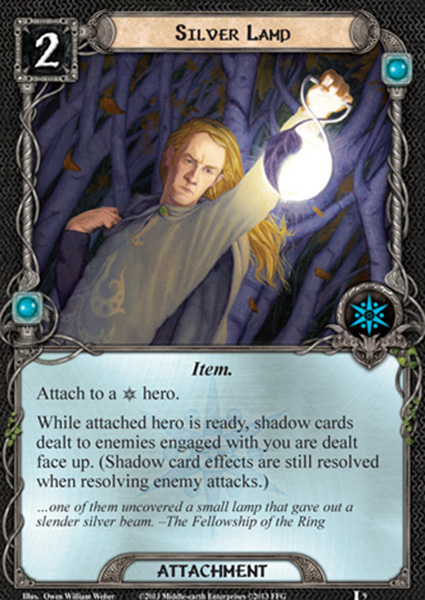 2
SILVER LAMP
Item.
Attach to a hero.
While attached hero is ready, shadow cards
dealt to enemies engaged with you are dealt
face up. (Shadow card effects are still resolved
when resolving enemy attacks.)
...one of them uncovered a small lamp that gave out a
slender silver beam. –The Fellowship of the Ring
ATTACHMENT
Illus. Owen William Weber ©2013 Middle-earth Enterprises ©2013 FFG 9